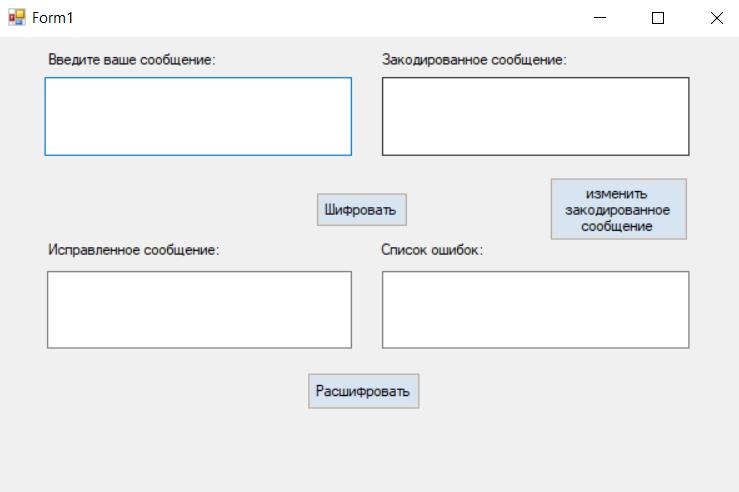 Form1
Введите ваше сообщение:
Закодированное сообщение:
Шифровать
изменить
закодированное
сообщение
Исправленное сообщение:
Список ошибок:
Расшифровать